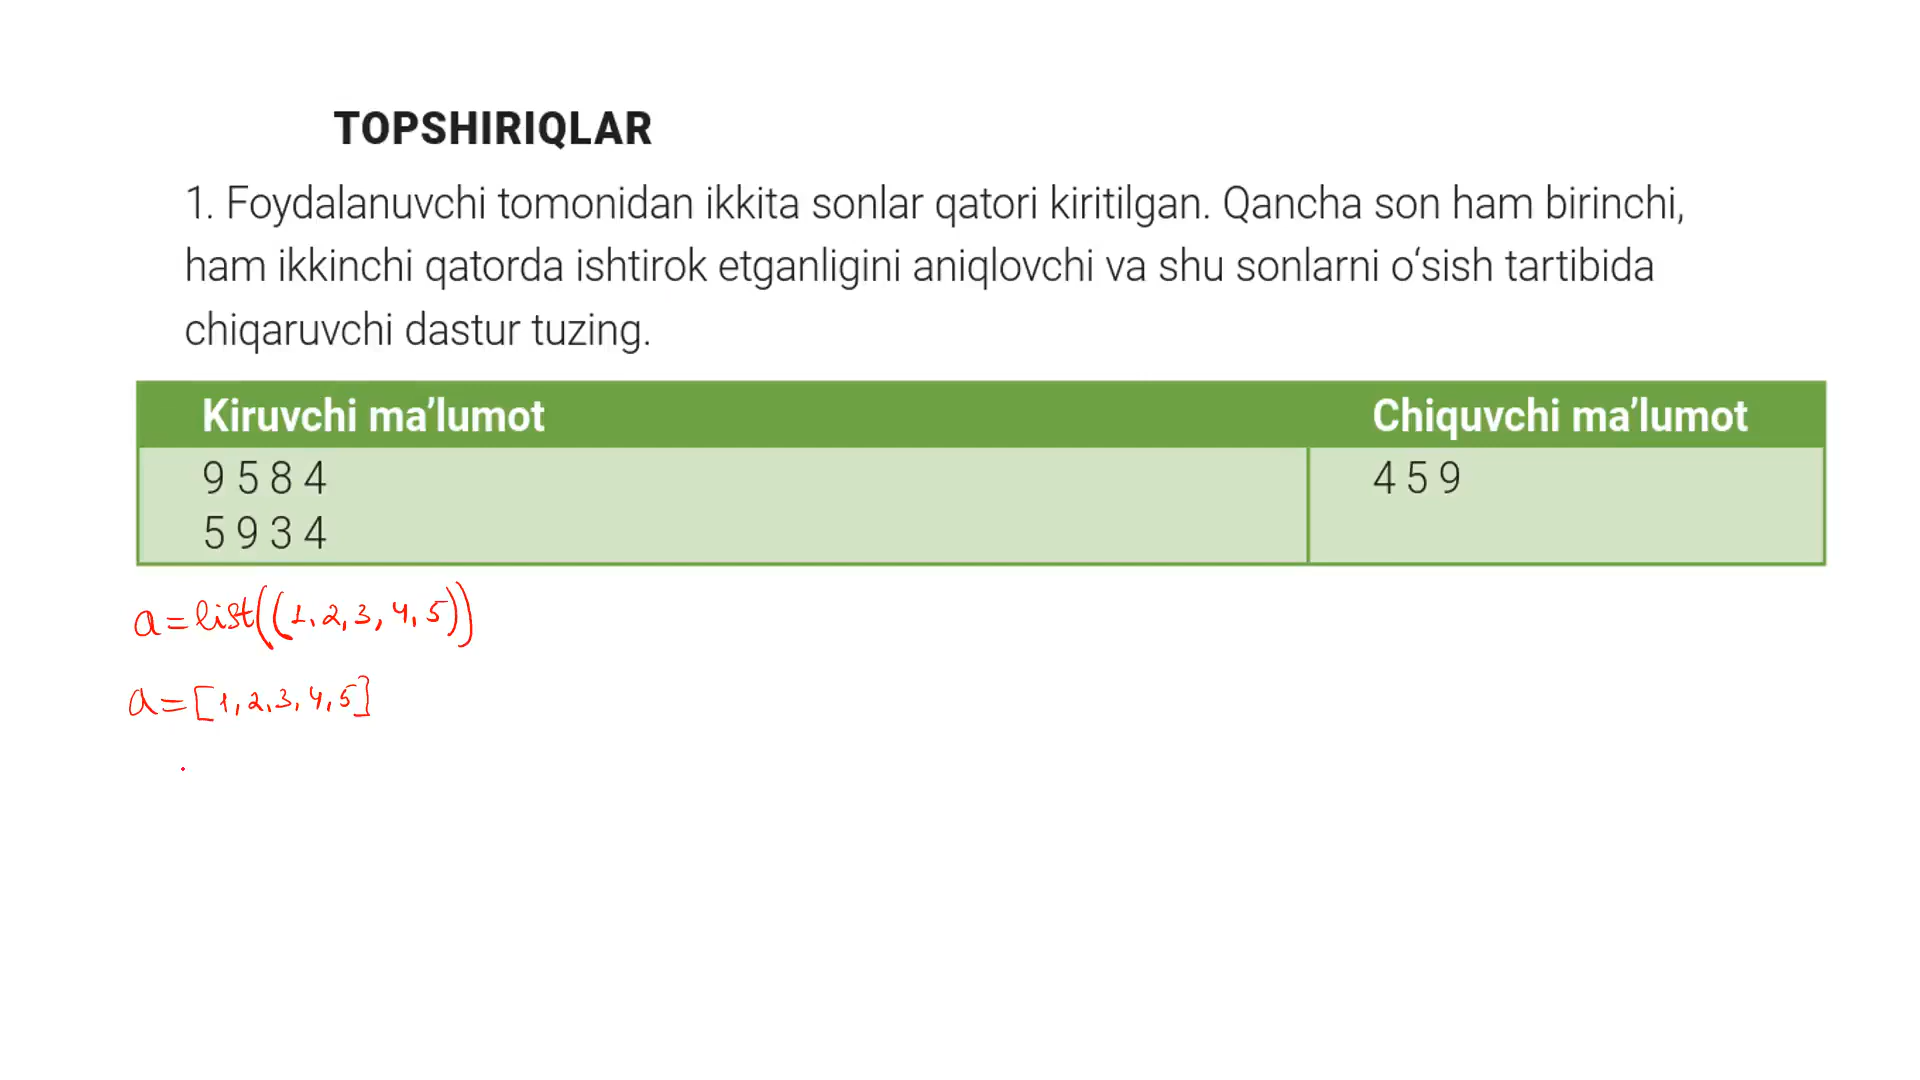 TOPSHIRIQLAR
1. Foydalanuvchi tomonidan ikkita sonlar qatori kiritilgan. Qancha son ham birinchi,
ham ikkinchi qatorda ishtirok etganligini aniqlovchi va shu sonlarni o‘sish tartibida
chiqaruvchi dastur tuzing.
Kiruvchi ma’lumot Chiquvchi ma’lumot
9 5 8 4 4 5 9
5 9 3 4
a=list((1,2,3,4,5))
a=[1,2,3,4,5]